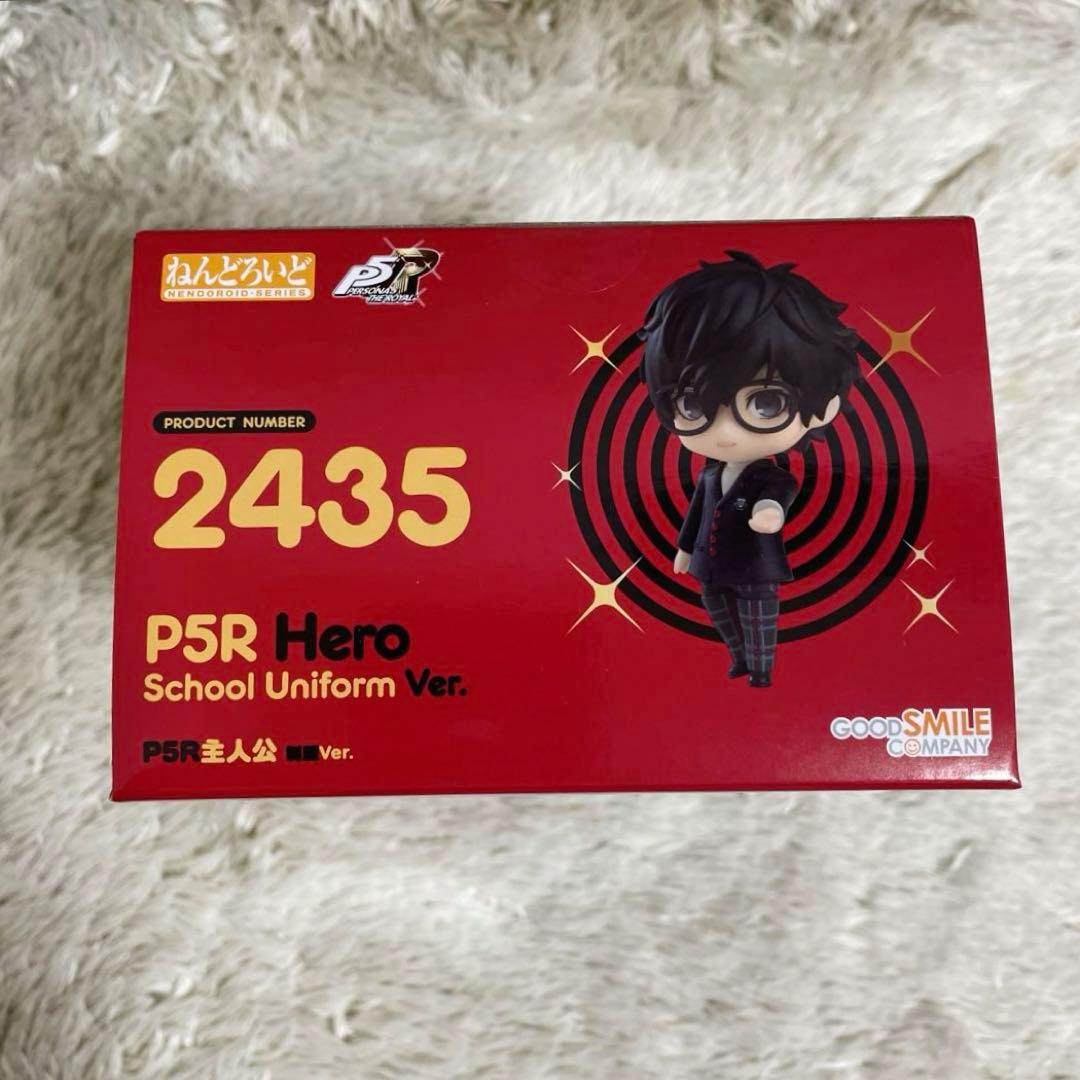 ねんどろいど
NENDOROID·SERIES
P5R
PERSONA5
THE ROYAL
PRODUCT NUMBER
2435
P5R Hero
School Uniform Ver.
P5R主人公 Ver.
GOOD SMILE
COMPANY